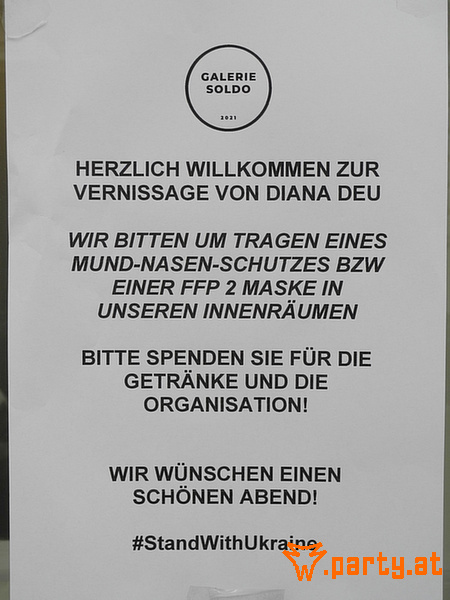 GALERIE
SOLDO
2021
HERZLICH WILLKOMMEN ZUR
VERNISSAGE VON DIANA DEU
WIR BITTEN UM TRAGEN EINES
MUND-NASEN-SCHUTZES BZW
EINER FFP 2 MASKE IN
UNSEREN INNENRÄUMEN
BITTE SPENDEN SIE FÜR DIE
GETRÄNKE UND DIE
ORGANISATION!
WIR WÜNSCHEN EINEN
SCHÖNEN ABEND!
#StandWithUkraine
.party.at